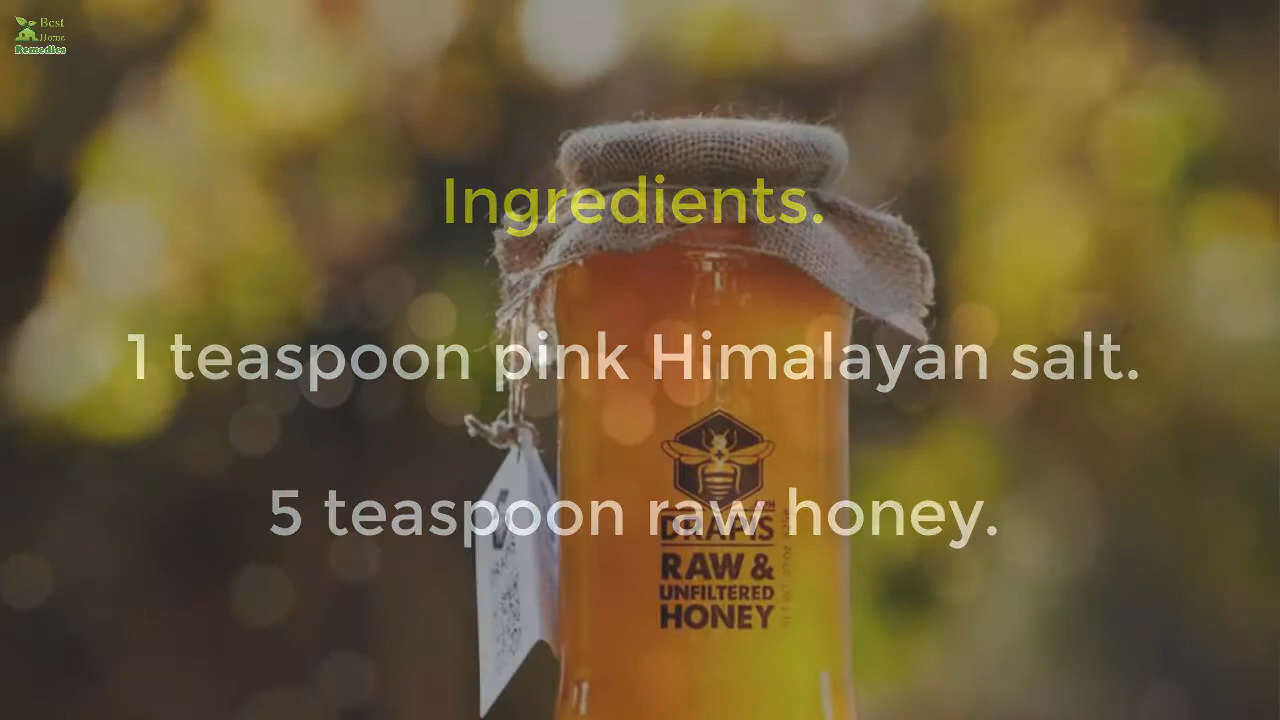 Best
Home
Remedies
Ingredients.
1 teaspoon pink Himalayan salt.
5 teaspoon raw honey.
RAW &
UNFILTERED
HONEY